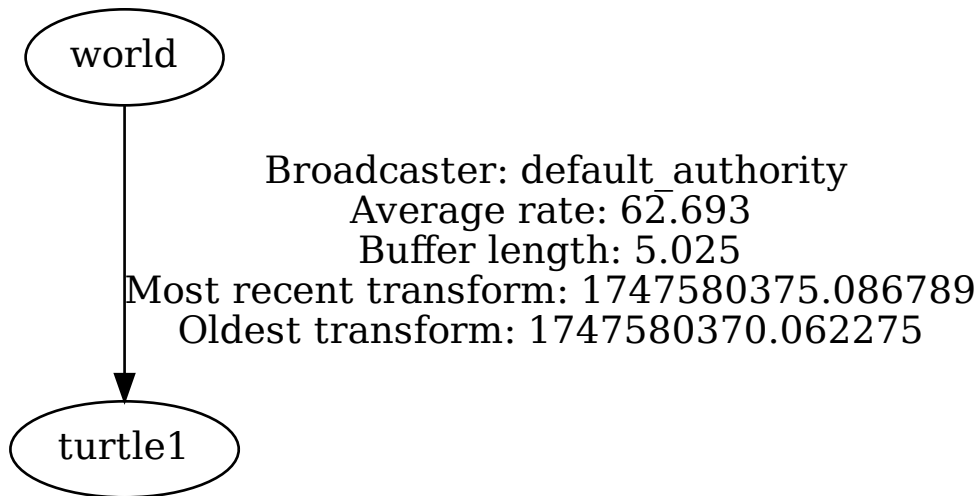 world
Broadcaster: default_authority
Average rate: 62.693
Buffer length: 5.025
Most recent transform: 1747580375.086789
Oldest transform: 1747580370.062275
turtle1